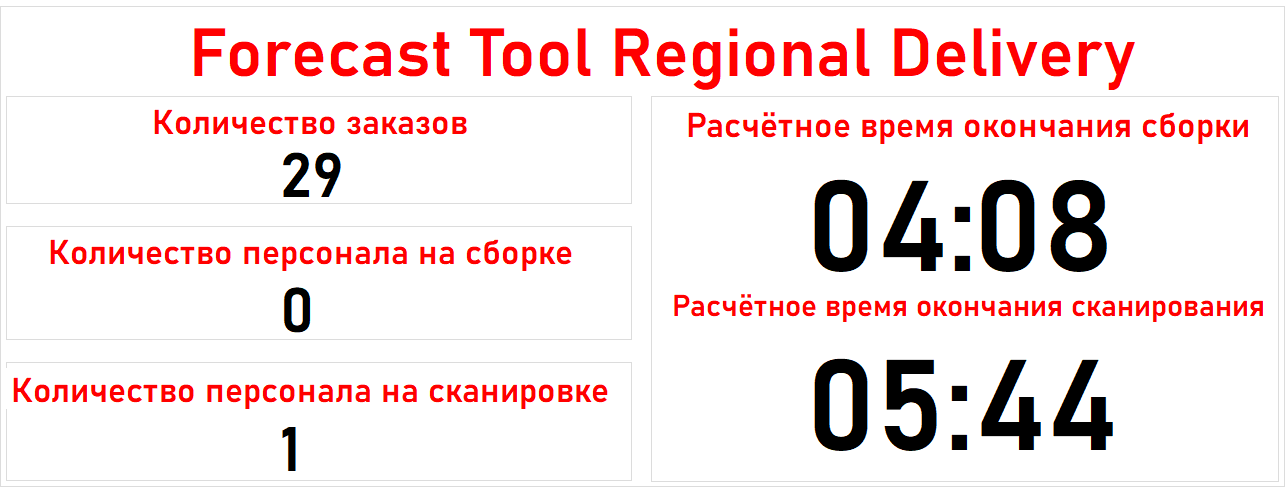 Forecast Tool Regional Delivery
Количество заказов
29
Количество персонала на сборке
0
Количество персонала на сканировке
1
Расчётное время окончания сборки
04:08
Расчётное время окончания сканирования
05:44